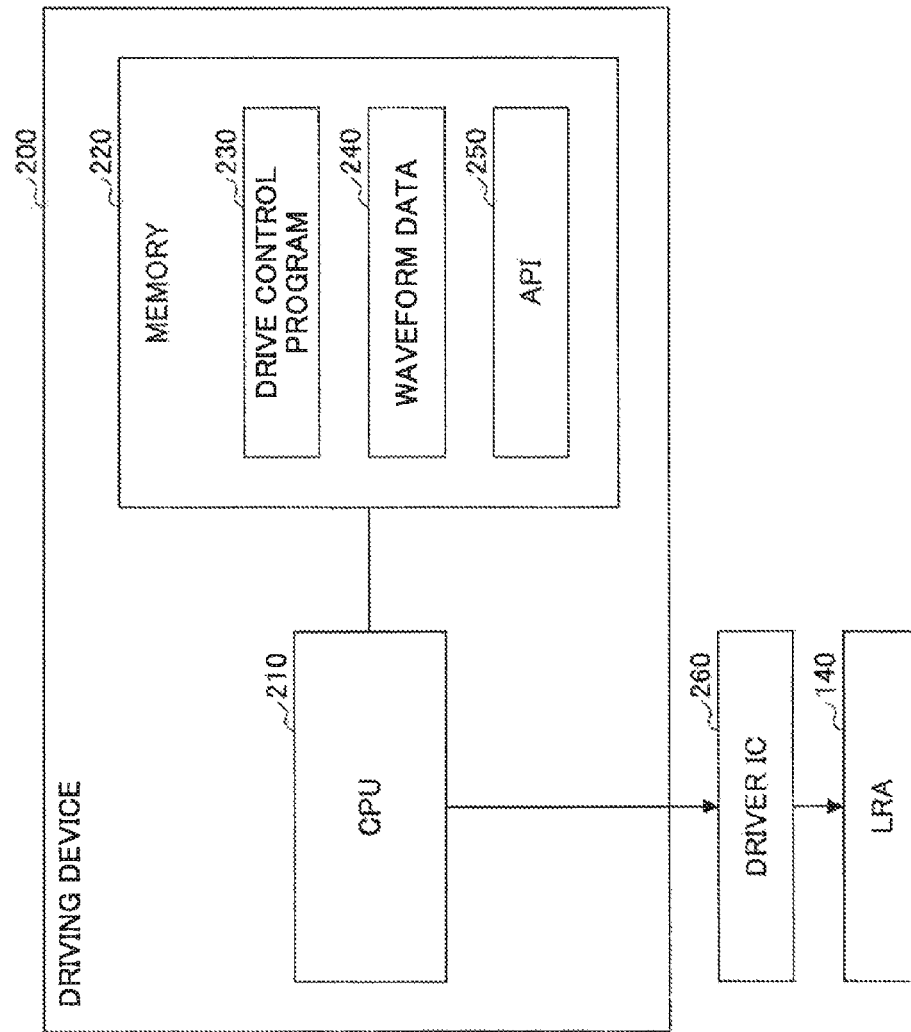 DRIVING DEVICE
200
MEMORY
220
DRIVE CONTROL
PROGRAM
230
WAVEFORM DATA
240
API
250
CPU
210
DRIVER IC
260
LRA
140